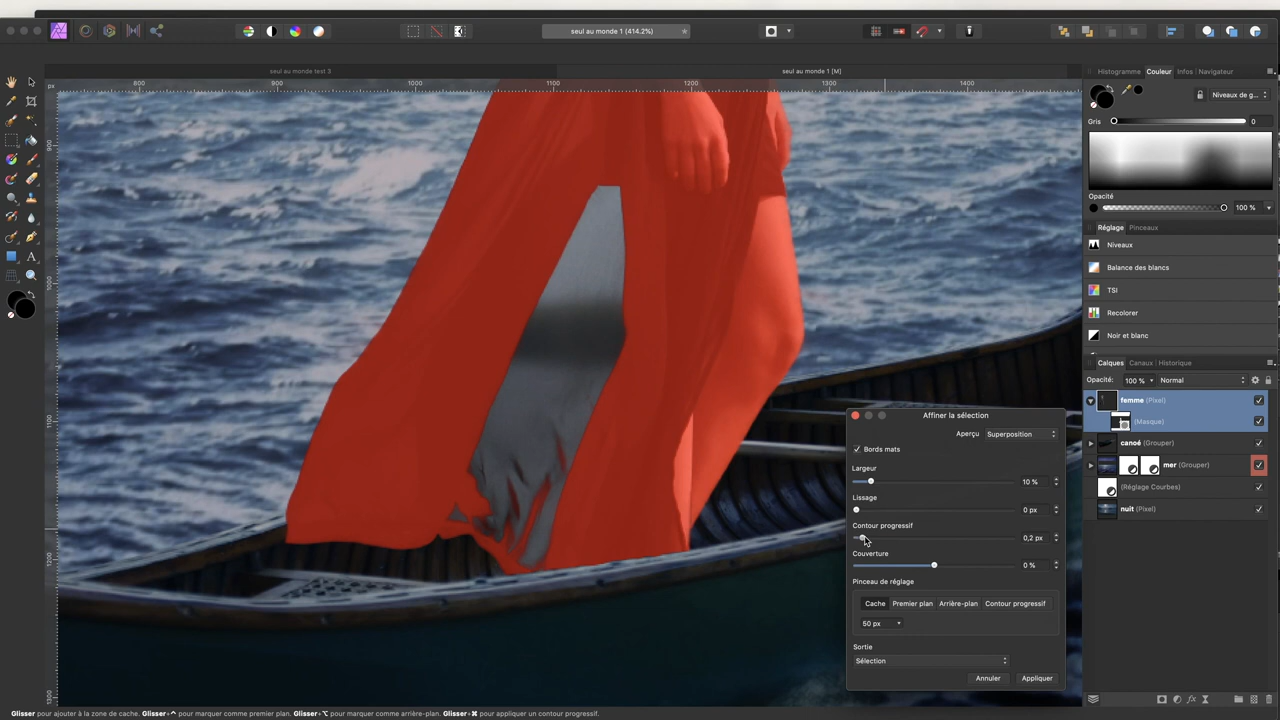 seul au monde 1 (414.2%)
seul au monde test 3
seul au monde 1 [M]
px
800
900
1000
1100
1200
1300
1400
900
1000
1100
1200
1300
Histogramme Couleur Infos Navigateur
Niveaux de g...
Gris 0
Opacité
100 %
Réglage Pinceaux
Niveaux
Balance des blancs
TSI
Recolorer
Noir et blanc
Calques Canaux Historique
Opacité: 100 % Normal
femme (Pixel)
(Masque)
canoé (Grouper)
mer (Grouper)
(Réglage Courbes)
nuit (Pixel)
Affiner la sélection
Aperçu Superposition
Bords mats
Largeur
10 %
Lissage
0 px
Contour progressif
0,2 px
Couverture
0 %
Pinceau de réglage
Cache Premier plan Arrière-plan Contour progressif
50 px
Sortie
Sélection
Annuler Appliquer
Glisser pour ajouter à la zone de cache. Glisser+^ pour marquer comme premier plan. Glisser+⌥ pour marquer comme arrière-plan. Glisser+⌘ pour appliquer un contour progressif.